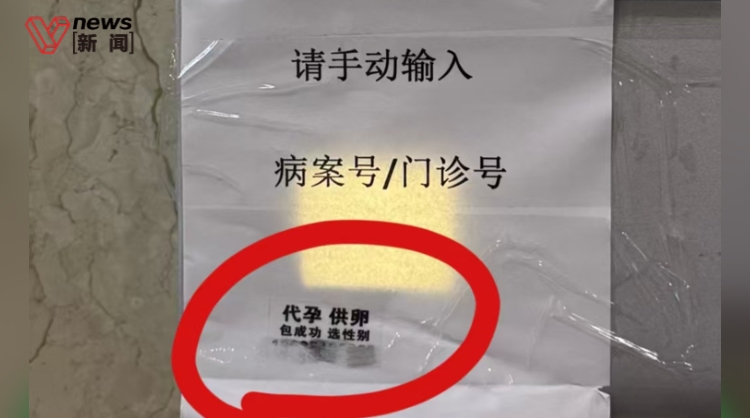 news
新闻
请手动输入
病案号/门诊号
代孕 供卵
包成功 选性别